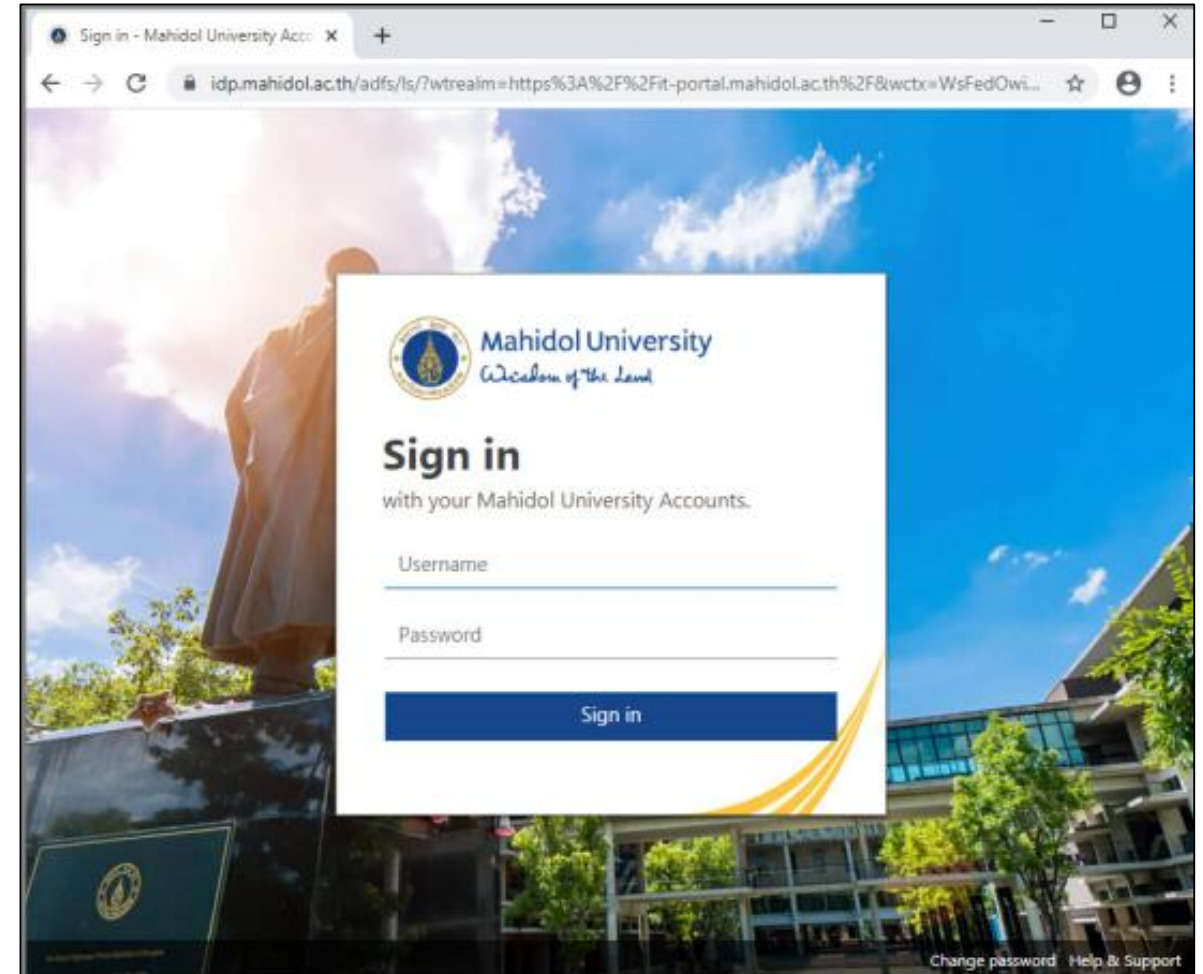 Sign in - Mahidol University Acco
idp.mahidol.ac.th/adfs/ls/?wtrealm=https%3A%2F%2Fit-portal.mahidol.ac.th%2F&wctx=WsFedOwi...
Mahidol University
Wisdom of the Land
Sign in
with your Mahidol University Accounts.
Username
Password
Sign in
Change password Help & Support